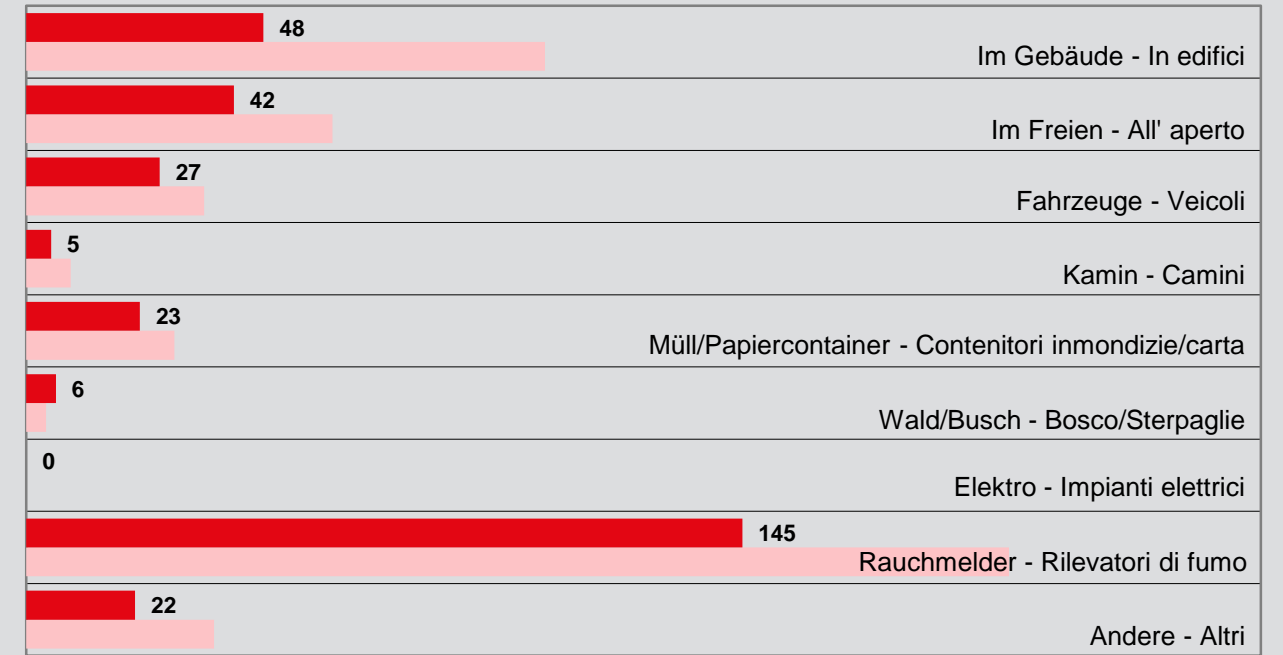 48
Im Gebäude - In edifici
42
Im Freien - All' aperto
27
Fahrzeuge - Veicoli
5
Kamin - Camini
23
Müll/Papiercontainer - Contenitori inmondizie/carta
6
Wald/Busch - Bosco/Sterpaglie
0
Elektro - Impianti elettrici
145
Rauchmelder - Rilevatori di fumo
22
Andere - Altri